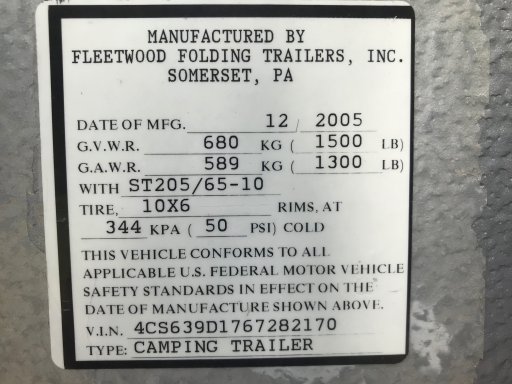 MANUFACTURED BY
FLEETWOOD FOLDING TRAILERS, INC.
SOMERSET, PA
DATE OF MFG. 12 / 2005
G.V.W.R. 680 KG ( 1500 LB)
G.A.W.R. 589 KG ( 1300 LB)
WITH ST205/65-10
TIRE, 10X6 RIMS, AT
344 KPA ( 50 PSI) COLD
THIS VEHICLE CONFORMS TO ALL
APPLICABLE U.S. FEDERAL MOTOR VEHICLE
SAFETY STANDARDS IN EFFECT ON THE
DATE OF MANUFACTURE SHOWN ABOVE.
V.I.N. 4CS639D1767282170
TYPE: CAMPING TRAILER